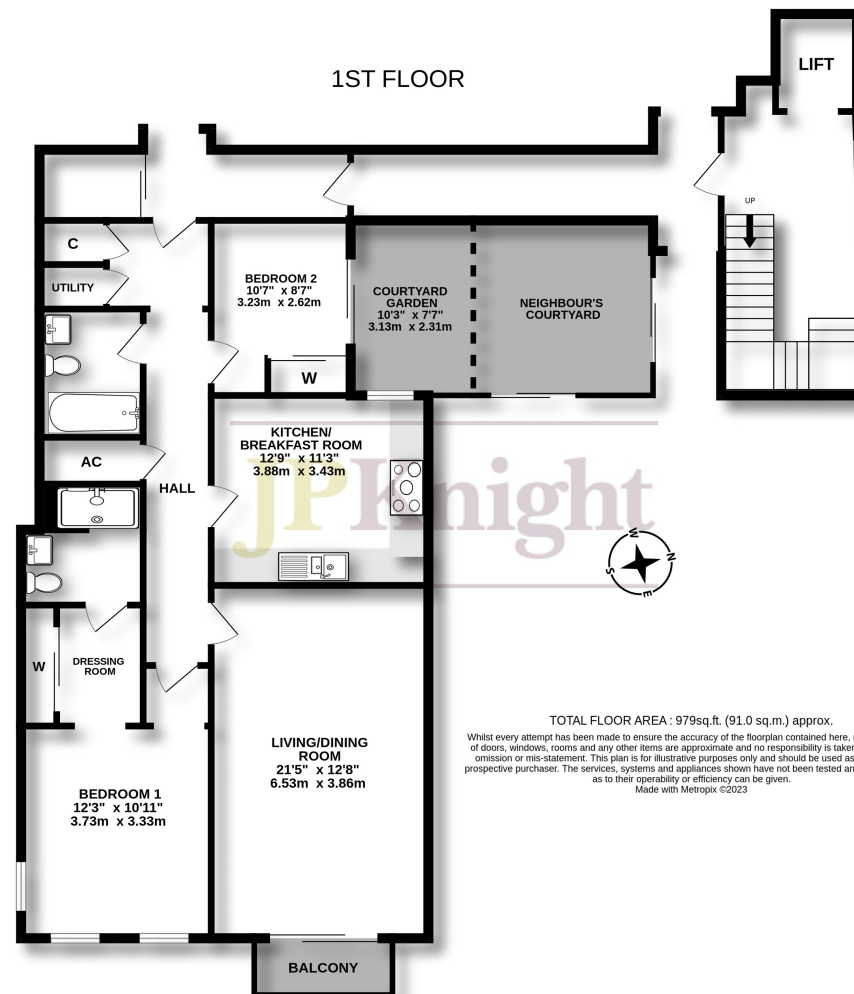 1ST FLOOR
LIFT
UP
C
UTILITY
BEDROOM 2
10'7" x 8'7"
3.23m x 2.62m
W
COURTYARD
GARDEN
10'3" x 7'7"
3.13m x 2.31m
NEIGHBOUR'S
COURTYARD
KITCHEN/
BREAKFAST ROOM
12'9" x 11'3"
3.88m x 3.43m
AC
HALL
JPKnight
W
N
S
E
W
DRESSING
ROOM
LIVING/DINING
ROOM
21'5" x 12'8"
6.53m x 3.86m
BEDROOM 1
12'3" x 10'11"
3.73m x 3.33m
BALCONY
TOTAL FLOOR AREA : 979sq.ft. (91.0 sq.m.) approx.
Whilst every attempt has been made to ensure the accuracy of the floorplan contained here,
of doors, windows, rooms and any other items are approximate and no responsibility is taken
omission or mis-statement. This plan is for illustrative purposes only and should be used as
prospective purchaser. The services, systems and appliances shown have not been tested an
as to their operability or efficiency can be given.
Made with Metropix ©2023